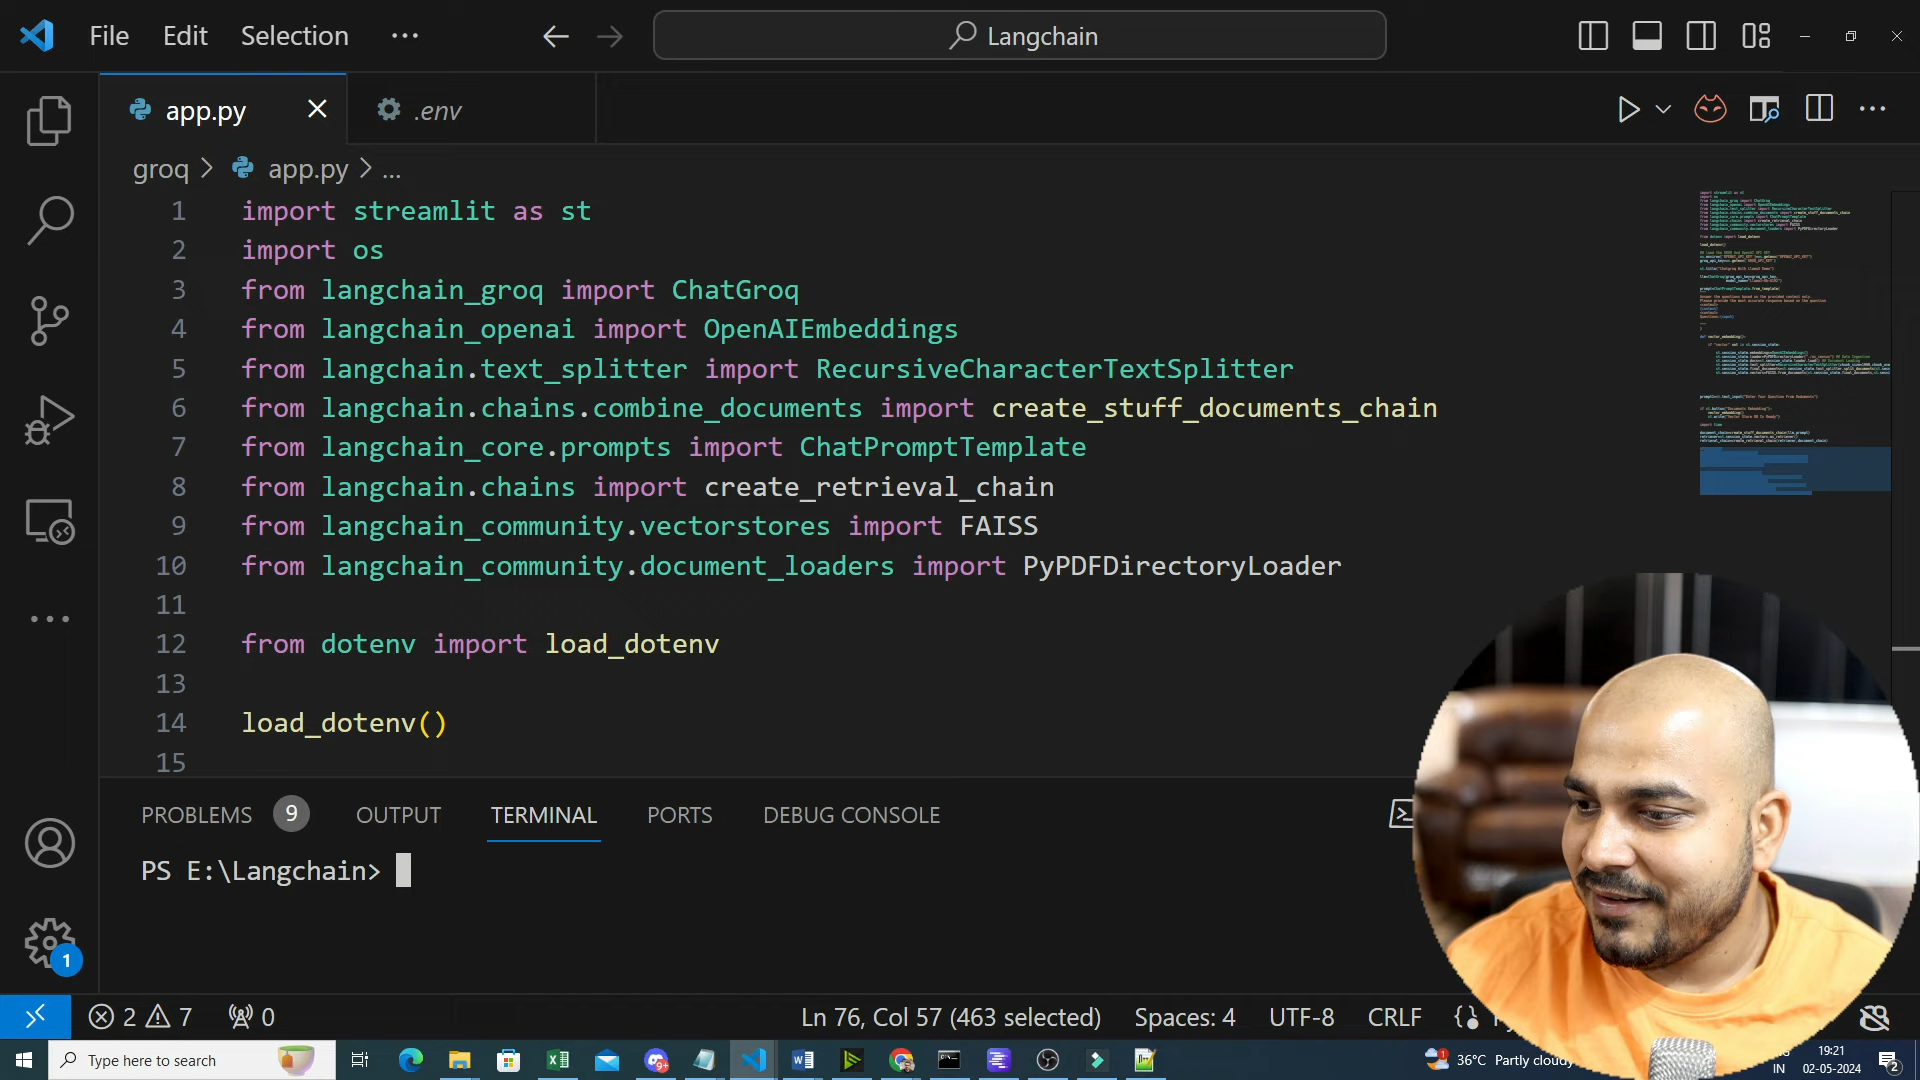 File Edit Selection ...
Langchain
app.py
.env
groq > app.py > ...
1 import streamlit as st
2 import os
3 from langchain_groq import ChatGroq
4 from langchain_openai import OpenAIEmbeddings
5 from langchain.text_splitter import RecursiveCharacterTextSplitter
6 from langchain.chains.combine_documents import create_stuff_documents_chain
7 from langchain_core.prompts import ChatPromptTemplate
8 from langchain.chains import create_retrieval_chain
9 from langchain_community.vectorstores import FAISS
10 from langchain_community.document_loaders import PyPDFDirectoryLoader
11
12 from dotenv import load_dotenv
13
14 load_dotenv()
15
PROBLEMS 9 OUTPUT TERMINAL PORTS DEBUG CONSOLE
PS E:\Langchain>
1
2 7 0 Ln 76, Col 57 (463 selected) Spaces: 4 UTF-8 CRLF
Type here to search
36°C Partly cloudy
IN
19:21
02-05-2024
2